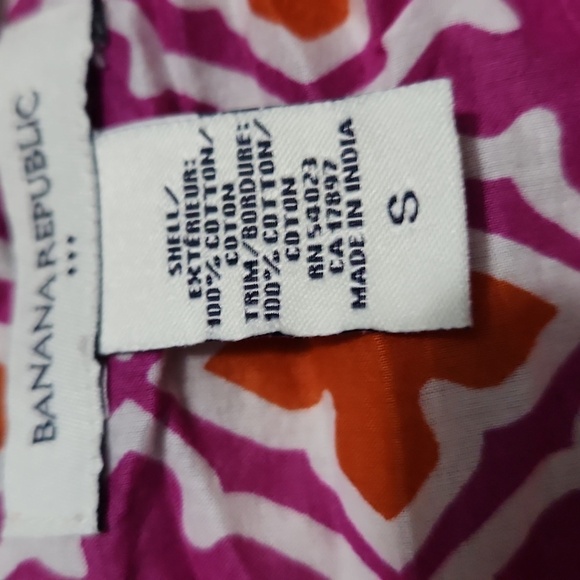 BANANA REPUBLIC
•••
SHELL/
EXTÉRIEUR:
100% COTTON/
COTON
TRIM/BORDURE:
100% COTTON/
COTON
RN 54023
CA 17897
MADE IN INDIA
S